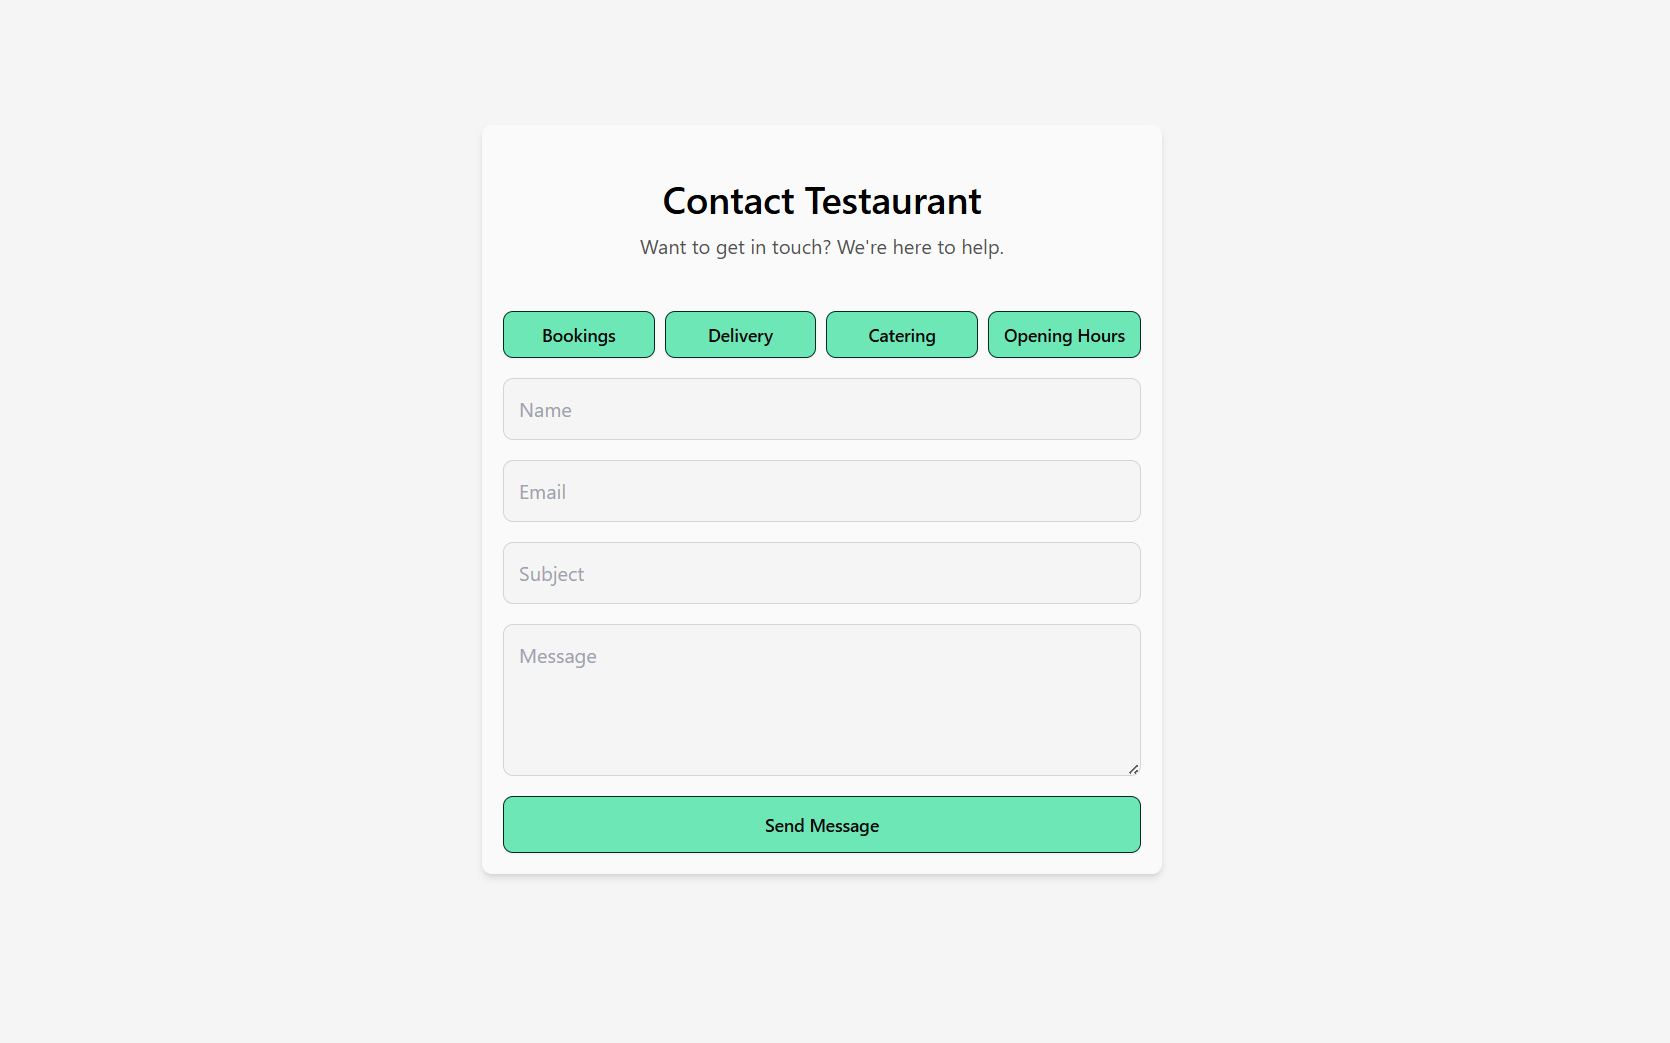 Contact Testaurant
Want to get in touch? We're here to help.
Bookings
Delivery
Catering
Opening Hours
Name
Email
Subject
Message
Send Message